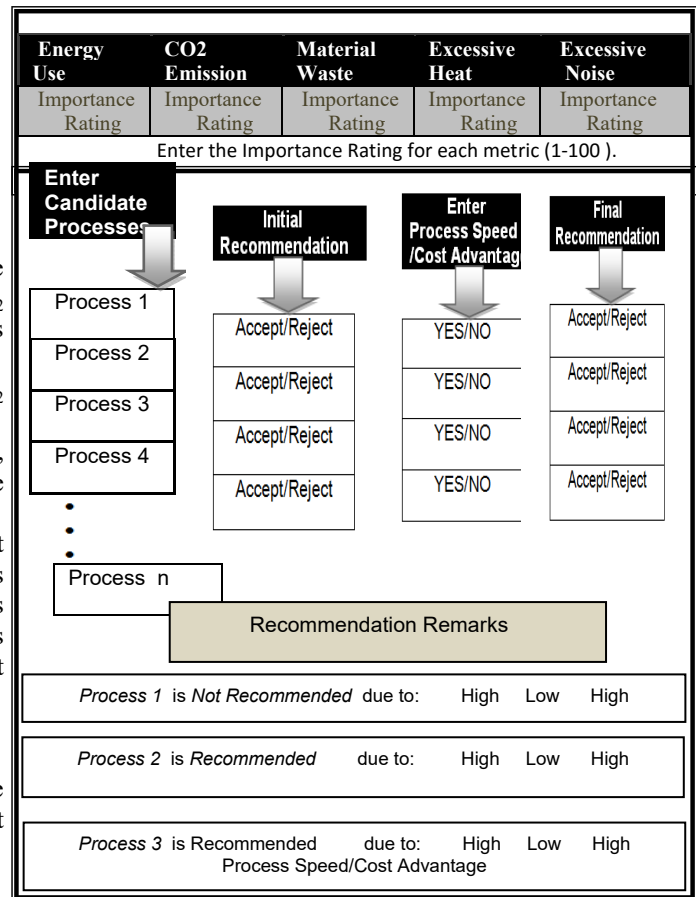 Energy Use CO2 Emission Material Waste Excessive Heat Excessive Noise
Importance Rating Importance Rating Importance Rating Importance Rating Importance Rating
Enter the Importance Rating for each metric (1-100 ).
Enter
Candidate
Processes
Initial
Recommendation
Enter
Process Speed
/Cost Advantag
Final
Recommendation
Process 1 Accept/Reject YES/NO Accept/Reject
Process 2 Accept/Reject YES/NO Accept/Reject
Process 3 Accept/Reject YES/NO Accept/Reject
Process 4 Accept/Reject YES/NO Accept/Reject
Process n
Recommendation Remarks
Process 1 is Not Recommended due to: High Low High
Process 2 is Recommended due to: High Low High
Process 3 is Recommended due to: High Low High
Process Speed/Cost Advantage